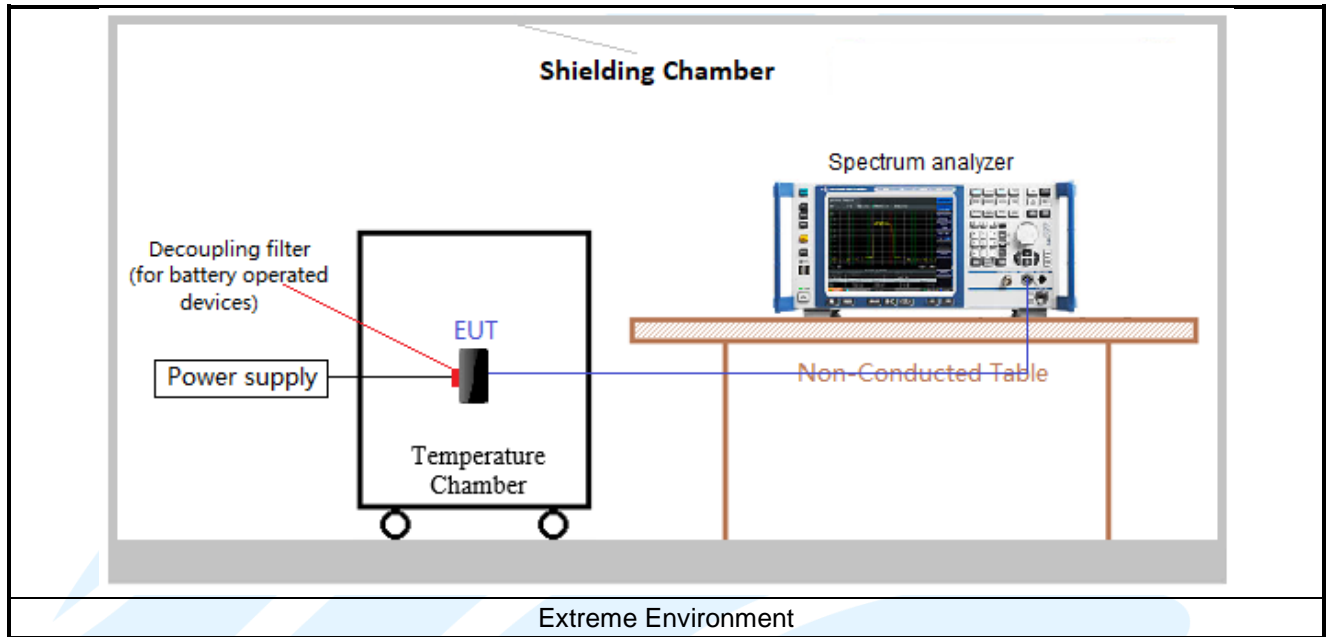 Shielding Chamber
Spectrum analyzer
Decoupling filter
(for battery operated
devices)
EUT
Power supply
Non-Conducted Table
Temperature
Chamber
Extreme Environment